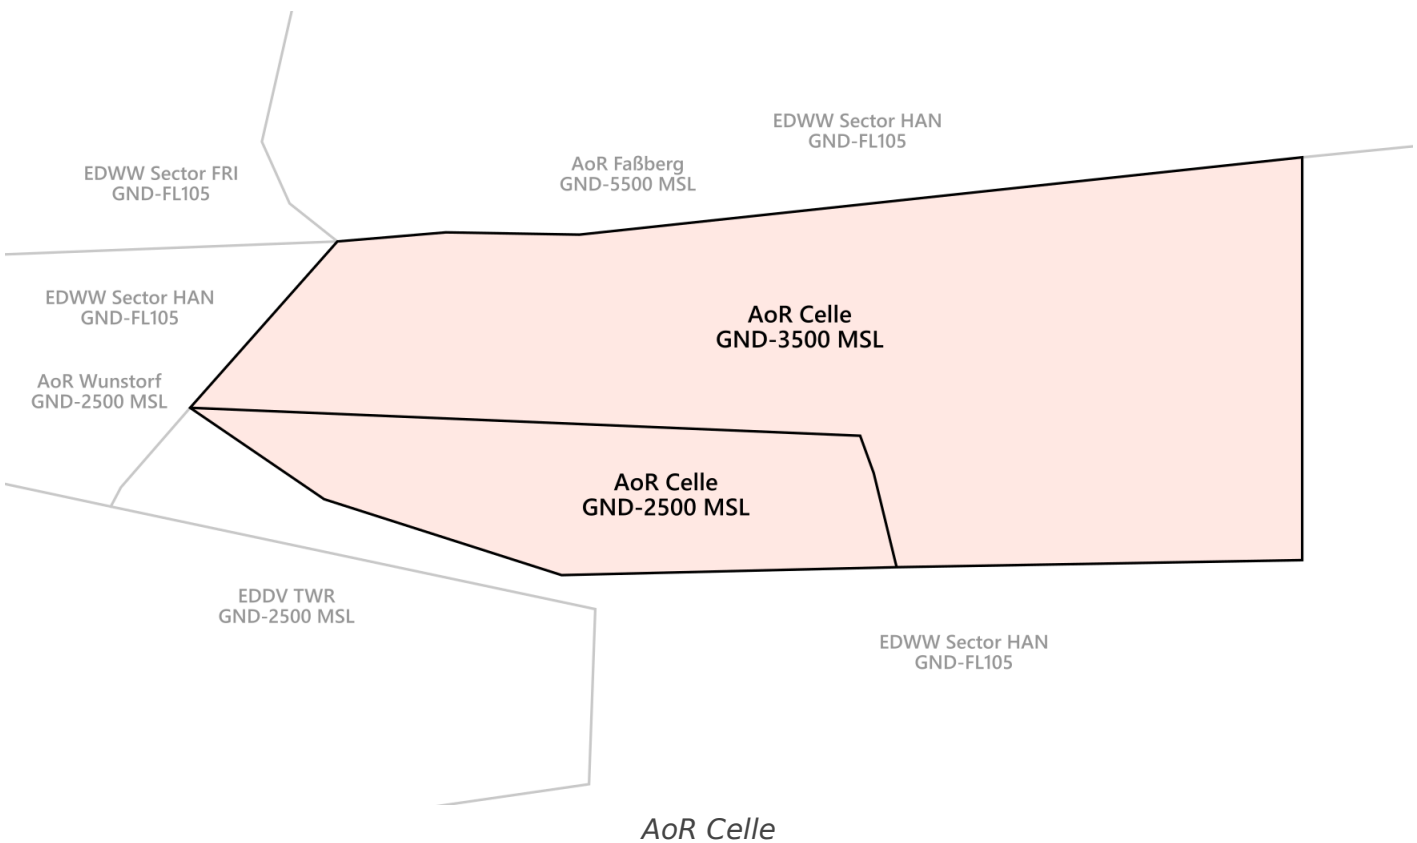 EDWW Sector HAN
GND-FL105
AoR Faßberg
GND-5500 MSL
EDWW Sector FRI
GND-FL105
EDWW Sector HAN
GND-FL105
AoR Celle
GND-3500 MSL
AoR Wunstorf
GND-2500 MSL
AoR Celle
GND-2500 MSL
EDDV TWR
GND-2500 MSL
EDWW Sector HAN
GND-FL105
AoR Celle